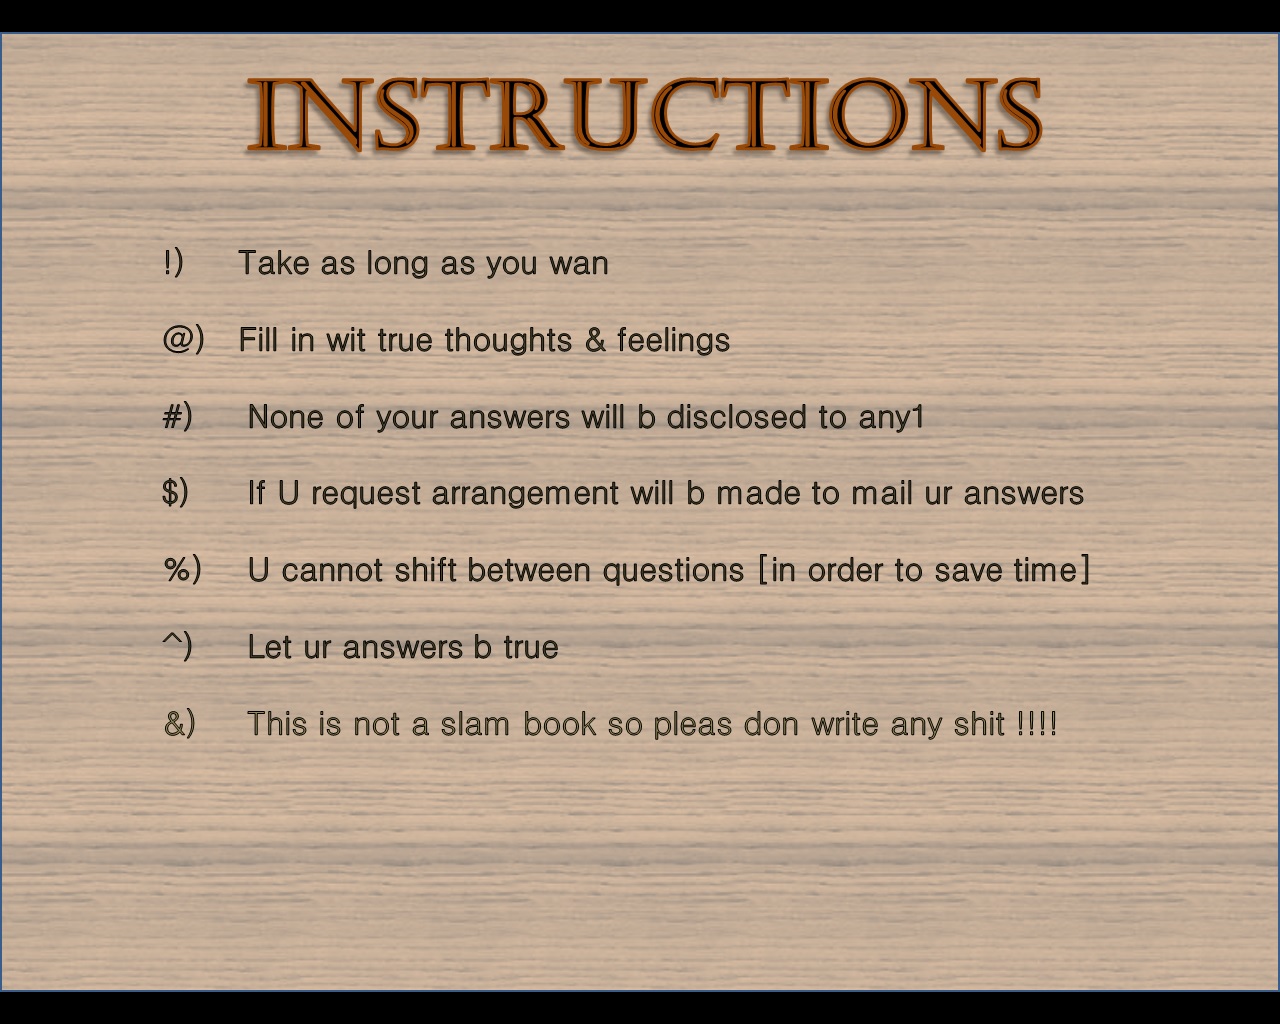 INSTRUCTIONS
!) Take as long as you wan
@) Fill in wit true thoughts & feelings
#) None of your answers will b disclosed to any1
$) If U request arrangement will b made to mail ur answers
%) U cannot shift between questions [in order to save time]
^) Let ur answers b true
&) This is not a slam book so pleas don write any shit !!!!